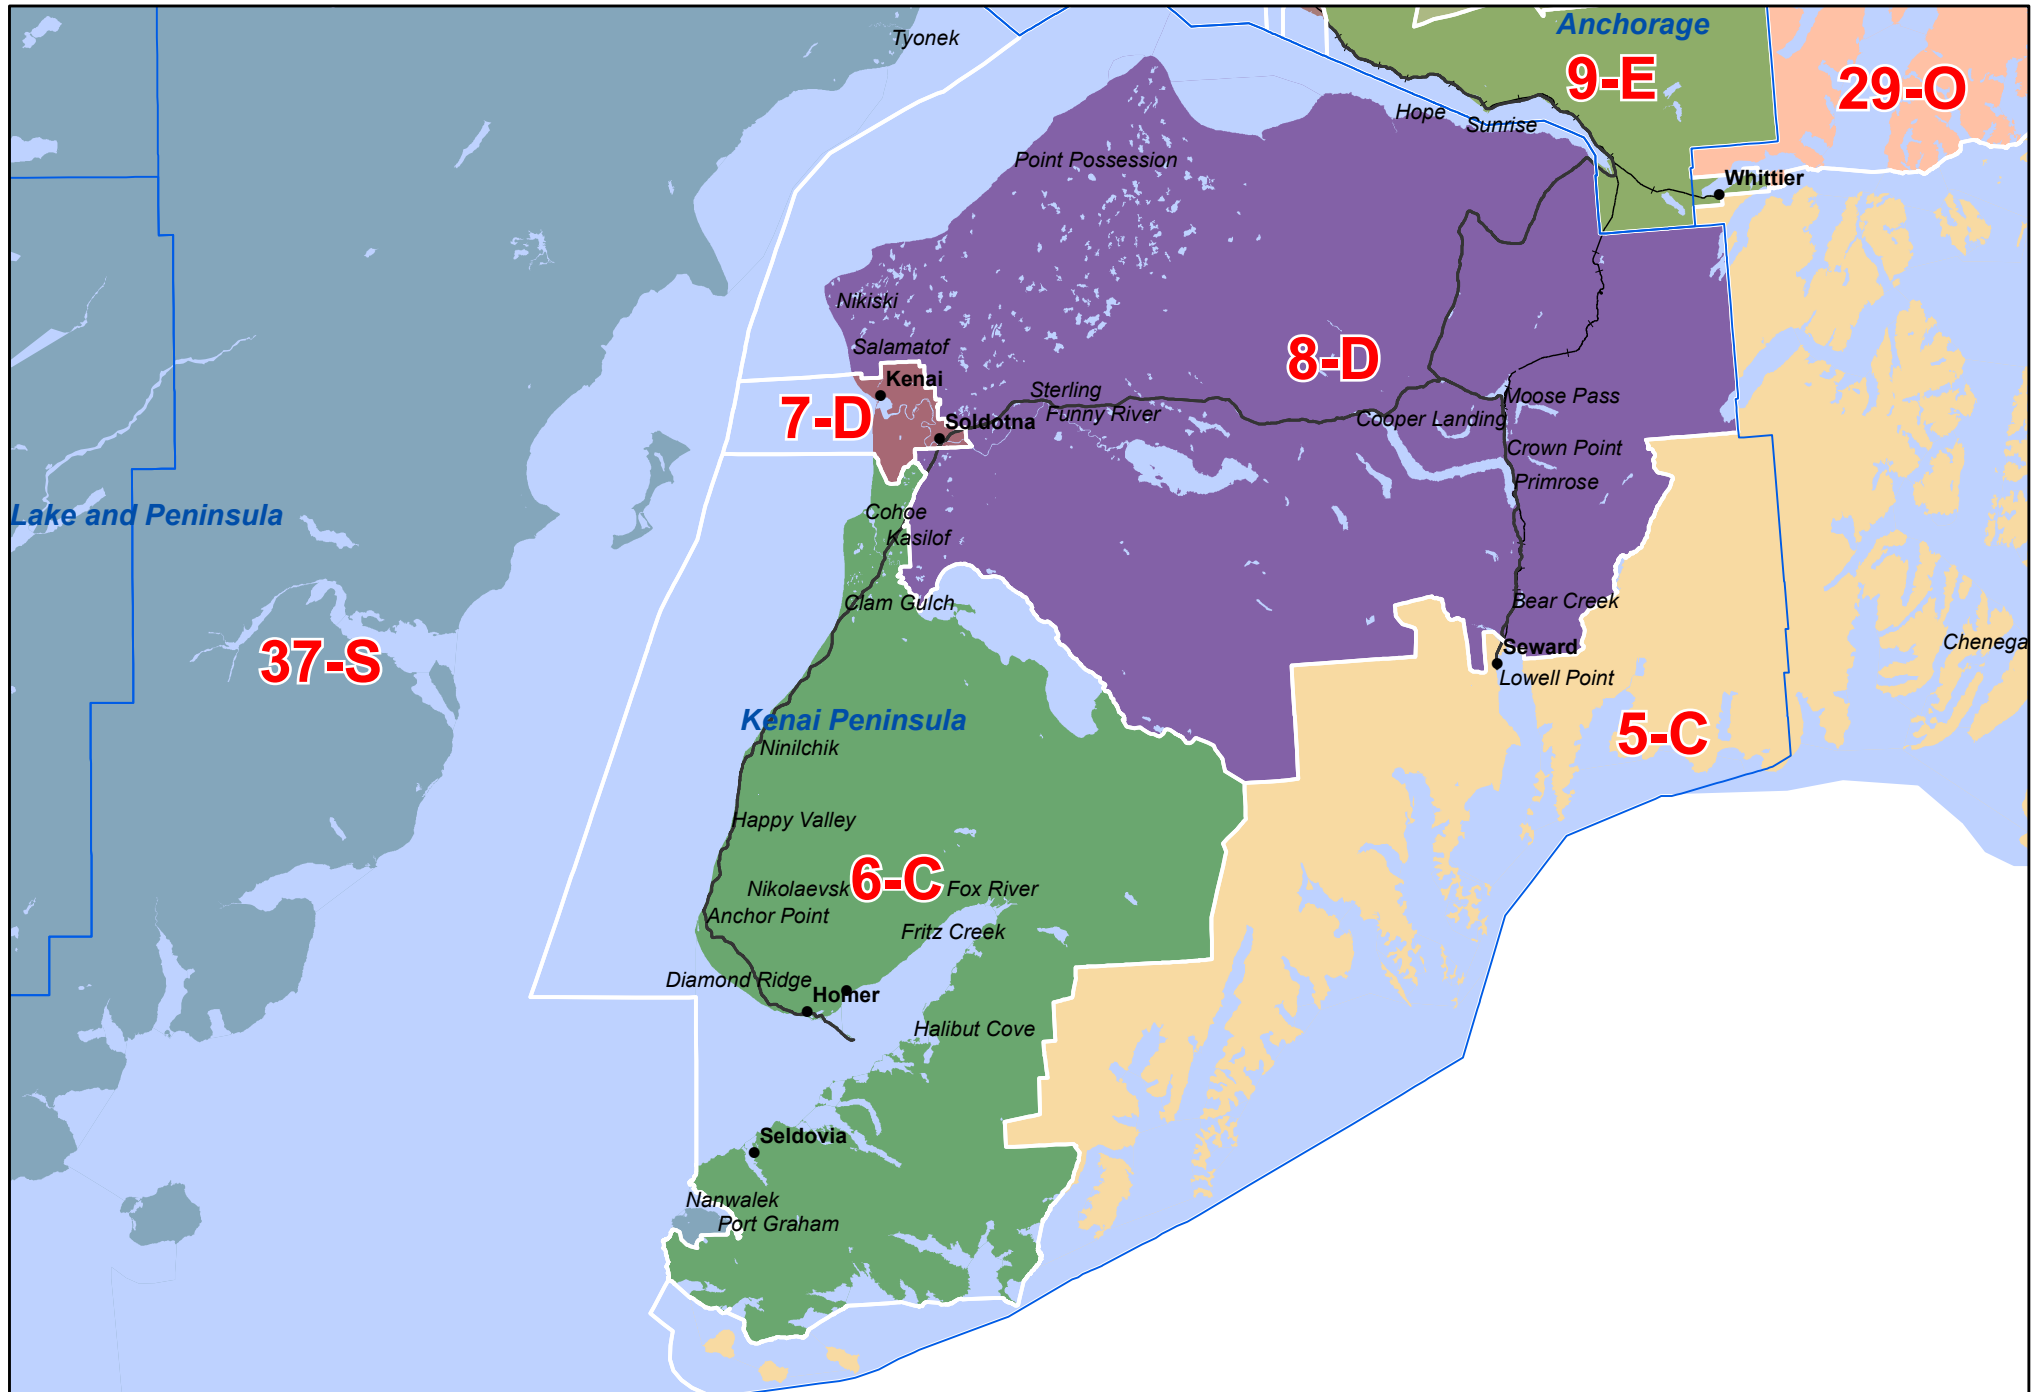 Anchorage
Tyonek
9-E
29-O
Hope
Sunrise
Point Possession
Whittier
Nikiski
Salamatof
8-D
Kenai
Sterling
Moose Pass
7-D
Funny River
Cooper Landing
Soldotna
Crown Point
Primrose
Lake and Peninsula
Cohoe
Kasilof
Clam Gulch
Bear Creek
37-S
Seward
Chenega
Lowell Point
Kenai Peninsula
5-C
Ninilchik
Happy Valley
6-C
Nikolaevsk
Fox River
Anchor Point
Fritz Creek
Diamond Ridge
Homer
Halibut Cove
Seldovia
Nanwalek
Port Graham